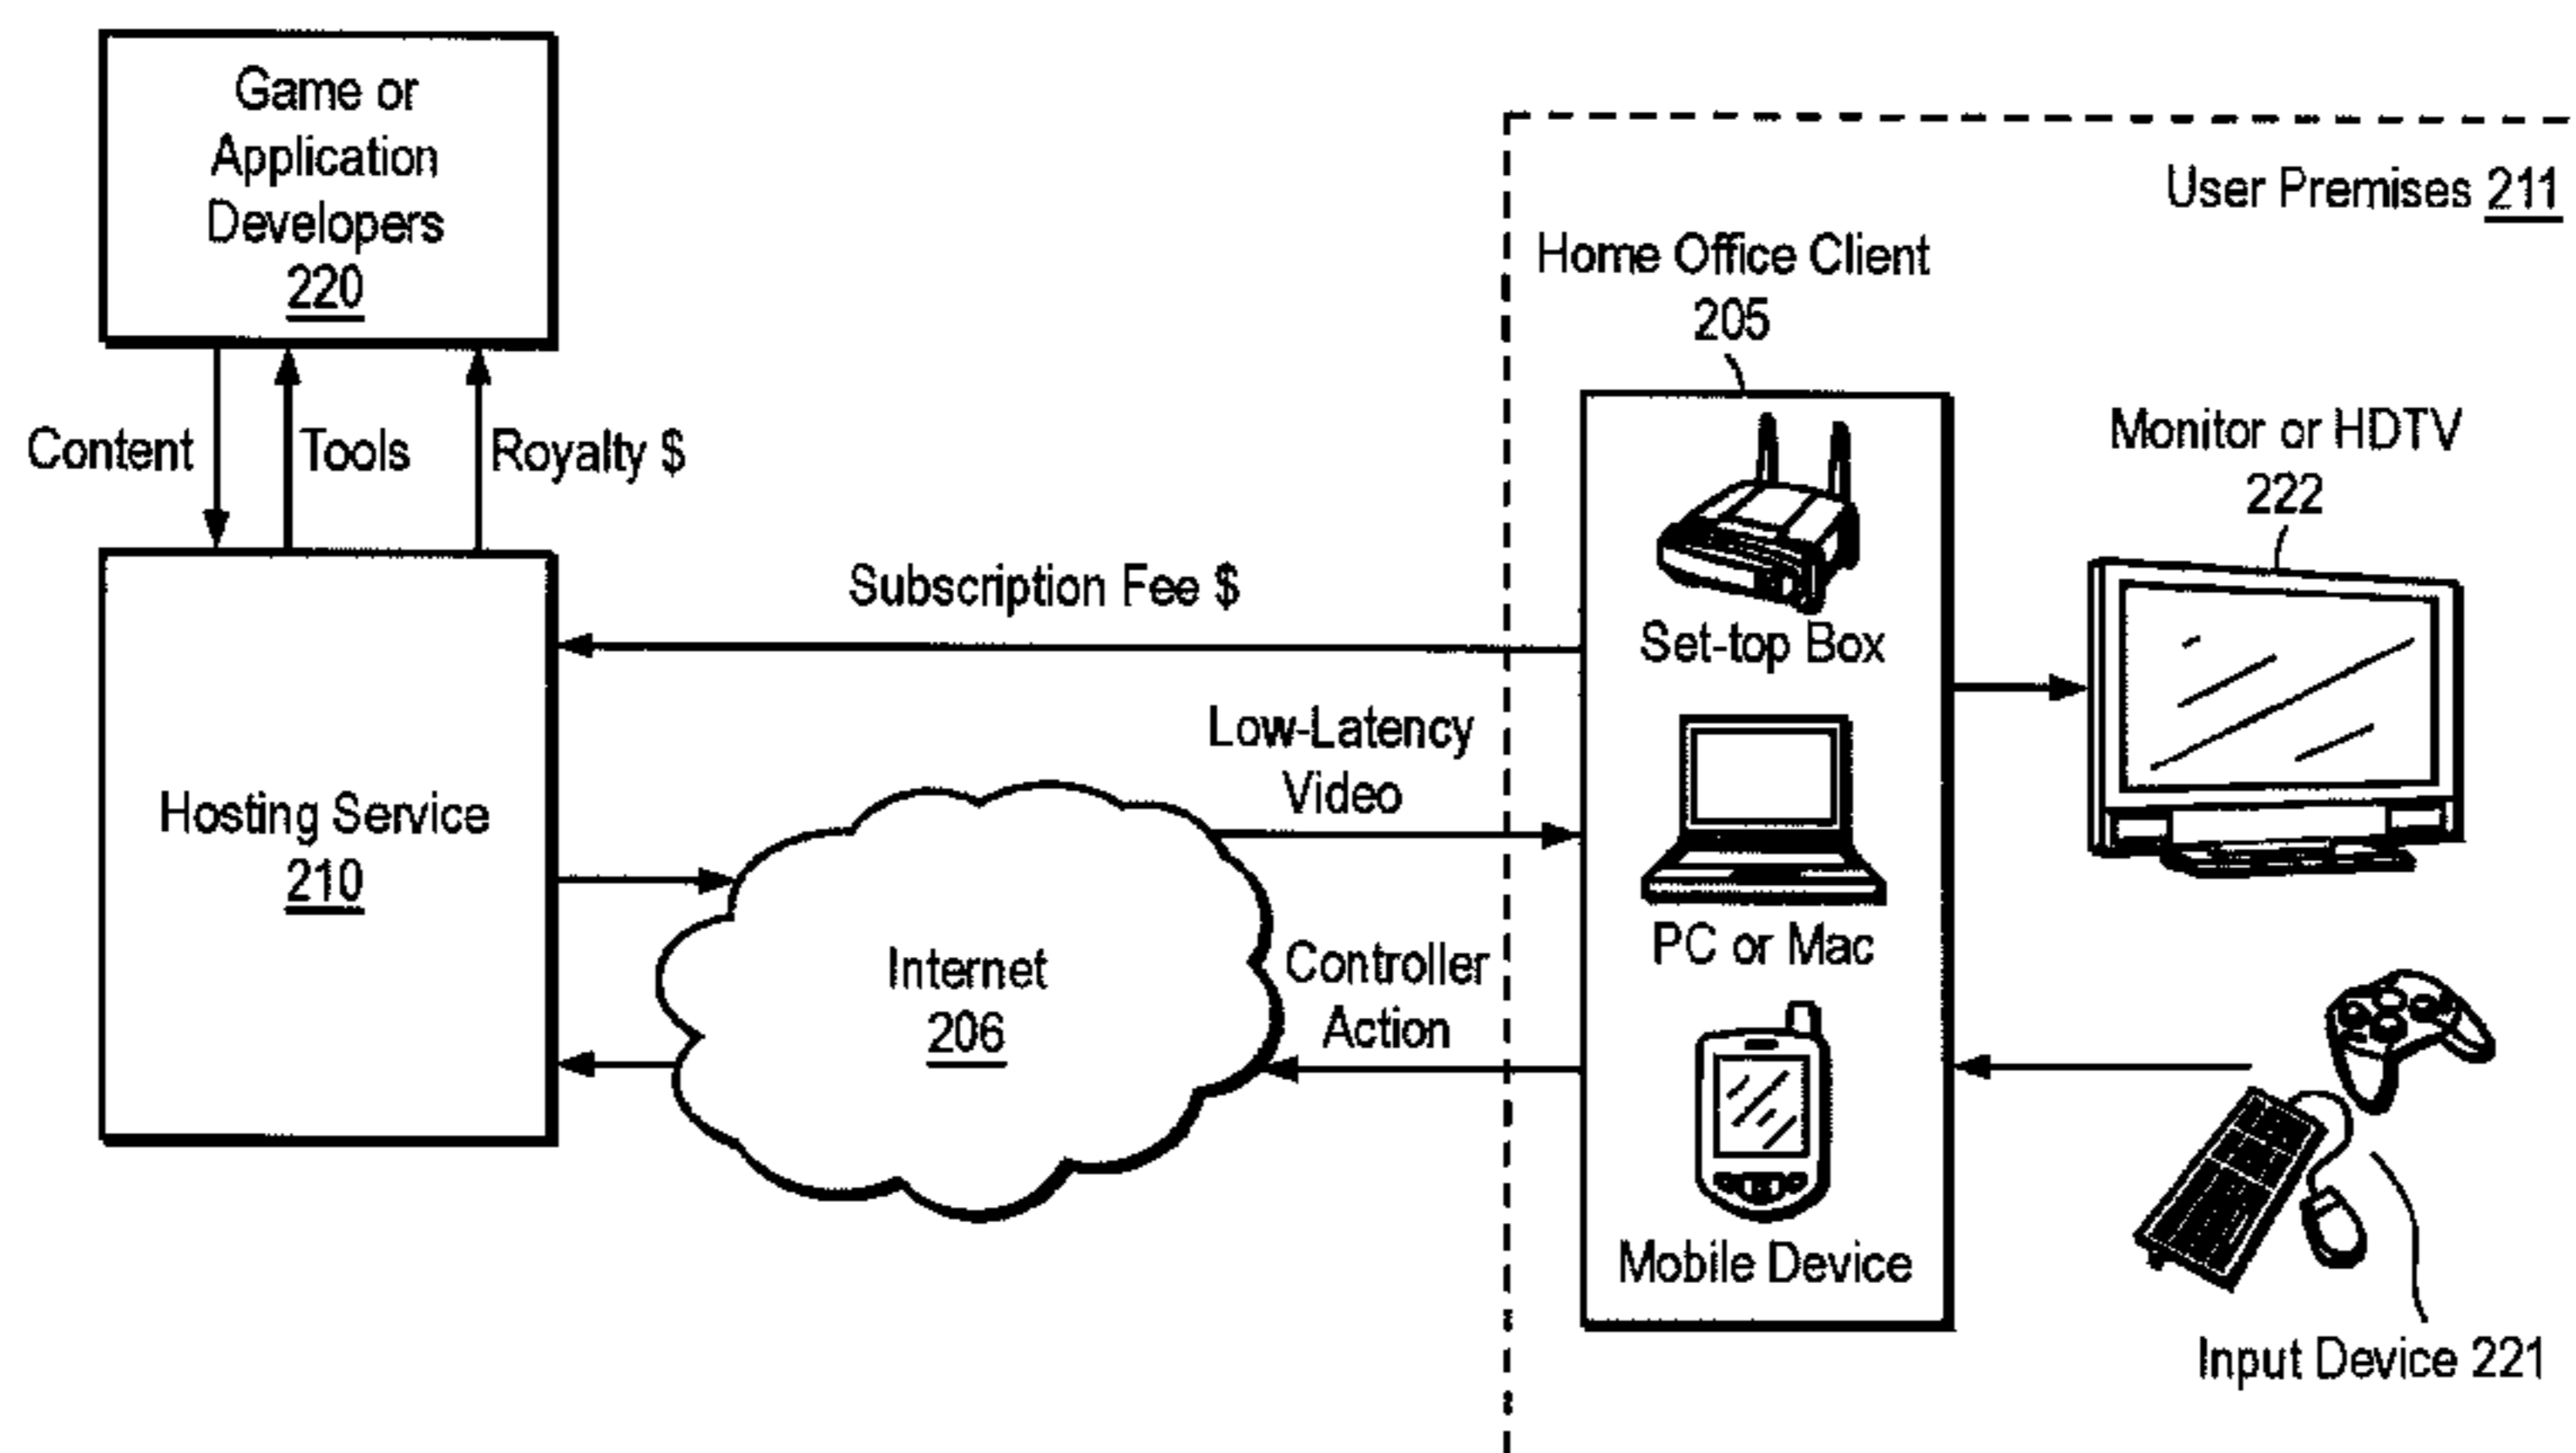 Game or
Application
Developers
220
User Premises 211
Home Office Client
205
Content
Tools
Royalty $
Monitor or HDTV
222
Subscription Fee $
Set-top Box
Low-Latency
Video
Hosting Service
210
PC or Mac
Internet
206
Controller
Action
Mobile Device
Input Device 221